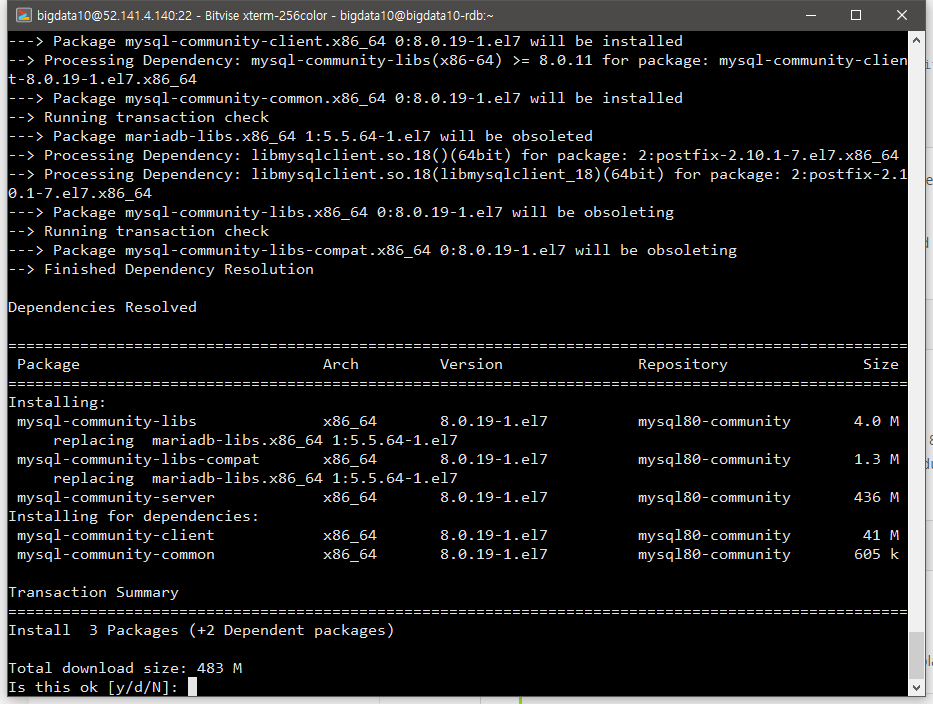 bigdata10@52.141.4.140:22 - Bitvise xterm-256color - bigdata10@bigdata10-rdb:~
---> Package mysql-community-client.x86_64 0:8.0.19-1.el7 will be installed
--> Processing Dependency: mysql-community-libs(x86-64) >= 8.0.11 for package: mysql-community-clien
t-8.0.19-1.el7.x86_64
---> Package mysql-community-common.x86_64 0:8.0.19-1.el7 will be installed
--> Running transaction check
---> Package mariadb-libs.x86_64 1:5.5.64-1.el7 will be obsoleted
--> Processing Dependency: libmysqlclient.so.18()(64bit) for package: 2:postfix-2.10.1-7.el7.x86_64
--> Processing Dependency: libmysqlclient.so.18(libmysqlclient_18)(64bit) for package: 2:postfix-2.1
0.1-7.el7.x86_64
---> Package mysql-community-libs.x86_64 0:8.0.19-1.el7 will be obsoleting
--> Running transaction check
---> Package mysql-community-libs-compat.x86_64 0:8.0.19-1.el7 will be obsoleting
--> Finished Dependency Resolution
Dependencies Resolved
====================================================================================================
Package Arch Version Repository Size
====================================================================================================
Installing:
mysql-community-libs x86_64 8.0.19-1.el7 mysql80-community 4.0 M
replacing mariadb-libs.x86_64 1:5.5.64-1.el7
mysql-community-libs-compat x86_64 8.0.19-1.el7 mysql80-community 1.3 M
replacing mariadb-libs.x86_64 1:5.5.64-1.el7
mysql-community-server x86_64 8.0.19-1.el7 mysql80-community 436 M
Installing for dependencies:
mysql-community-client x86_64 8.0.19-1.el7 mysql80-community 41 M
mysql-community-common x86_64 8.0.19-1.el7 mysql80-community 605 k
Transaction Summary
====================================================================================================
Install 3 Packages (+2 Dependent packages)
Total download size: 483 M
Is this ok [y/d/N]: